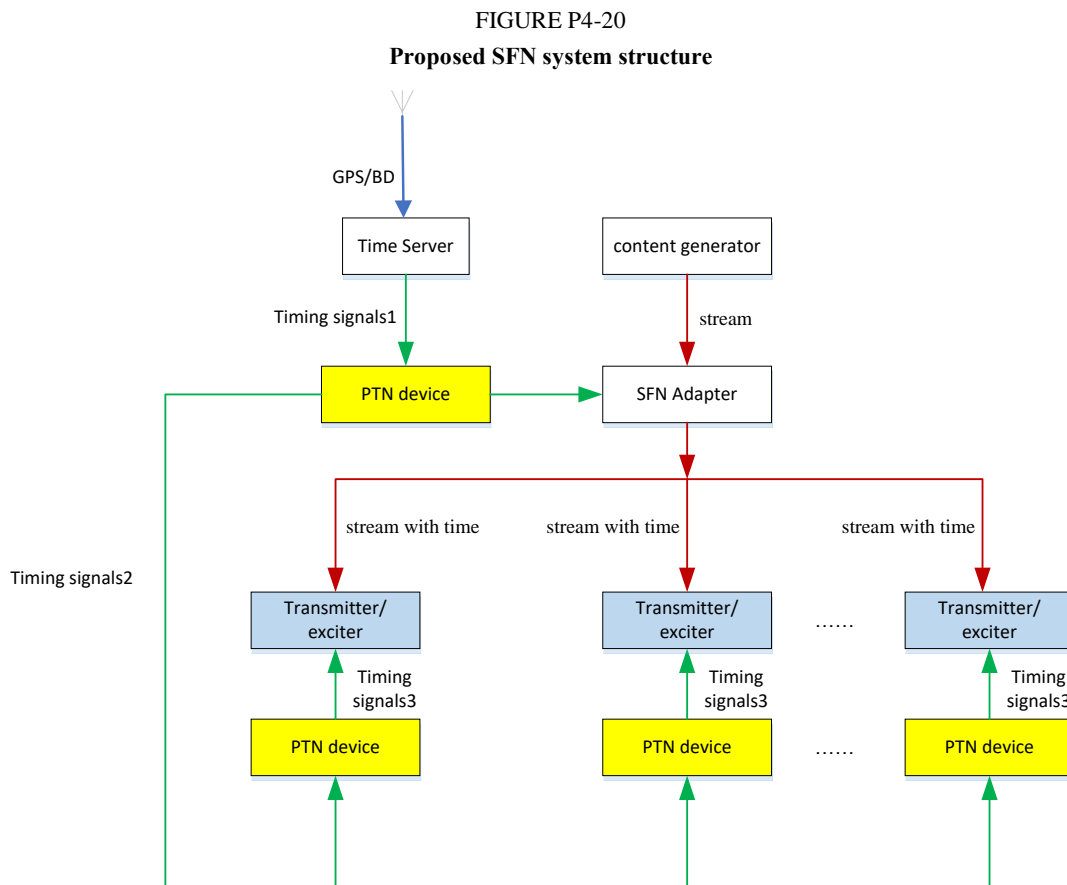 FIGURE P4-20
Proposed SFN system structure
GPS/BD
Time Server
content generator
Timing signals1
stream
PTN device
SFN Adapter
stream with time
stream with time
stream with time
Timing signals2
Transmitter/
exciter
Transmitter/
exciter
……
Transmitter/
exciter
Timing
signals3
Timing
signals3
Timing
signals3
PTN device
PTN device
……
PTN device